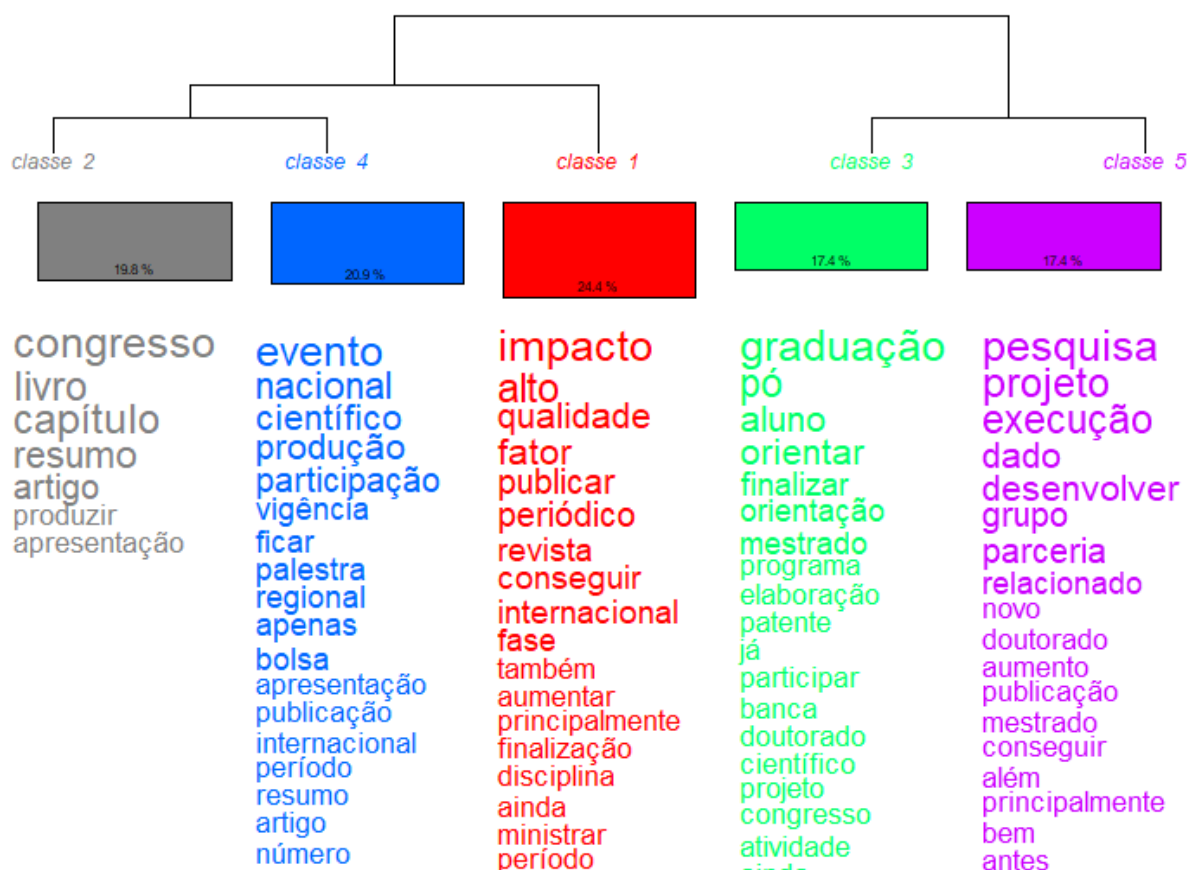 classe 2
classe 4
classe 1
classe 3
classe 5
19.8 %
20.9 %
24.4 %
17.4 %
17.4 %
congresso
livro
capítulo
resumo
artigo
produzir
apresentação
evento
nacional
científico
produção
participação
vigência
ficar
palestra
regional
apenas
bolsa
apresentação
publicação
internacional
período
resumo
artigo
número
impacto
alto
qualidade
fator
publicar
periódico
revista
conseguir
internacional
fase
também
aumentar
principalmente
finalização
disciplina
ainda
ministrar
período
graduação
pó
aluno
orientar
finalizar
orientação
mestrado
programa
elaboração
patente
já
participar
banca
doutorado
científico
projeto
congresso
atividade
pesquisa
projeto
execução
dado
desenvolver
grupo
parceria
relacionado
novo
doutorado
aumento
publicação
mestrado
conseguir
além
principalmente
bem
antes